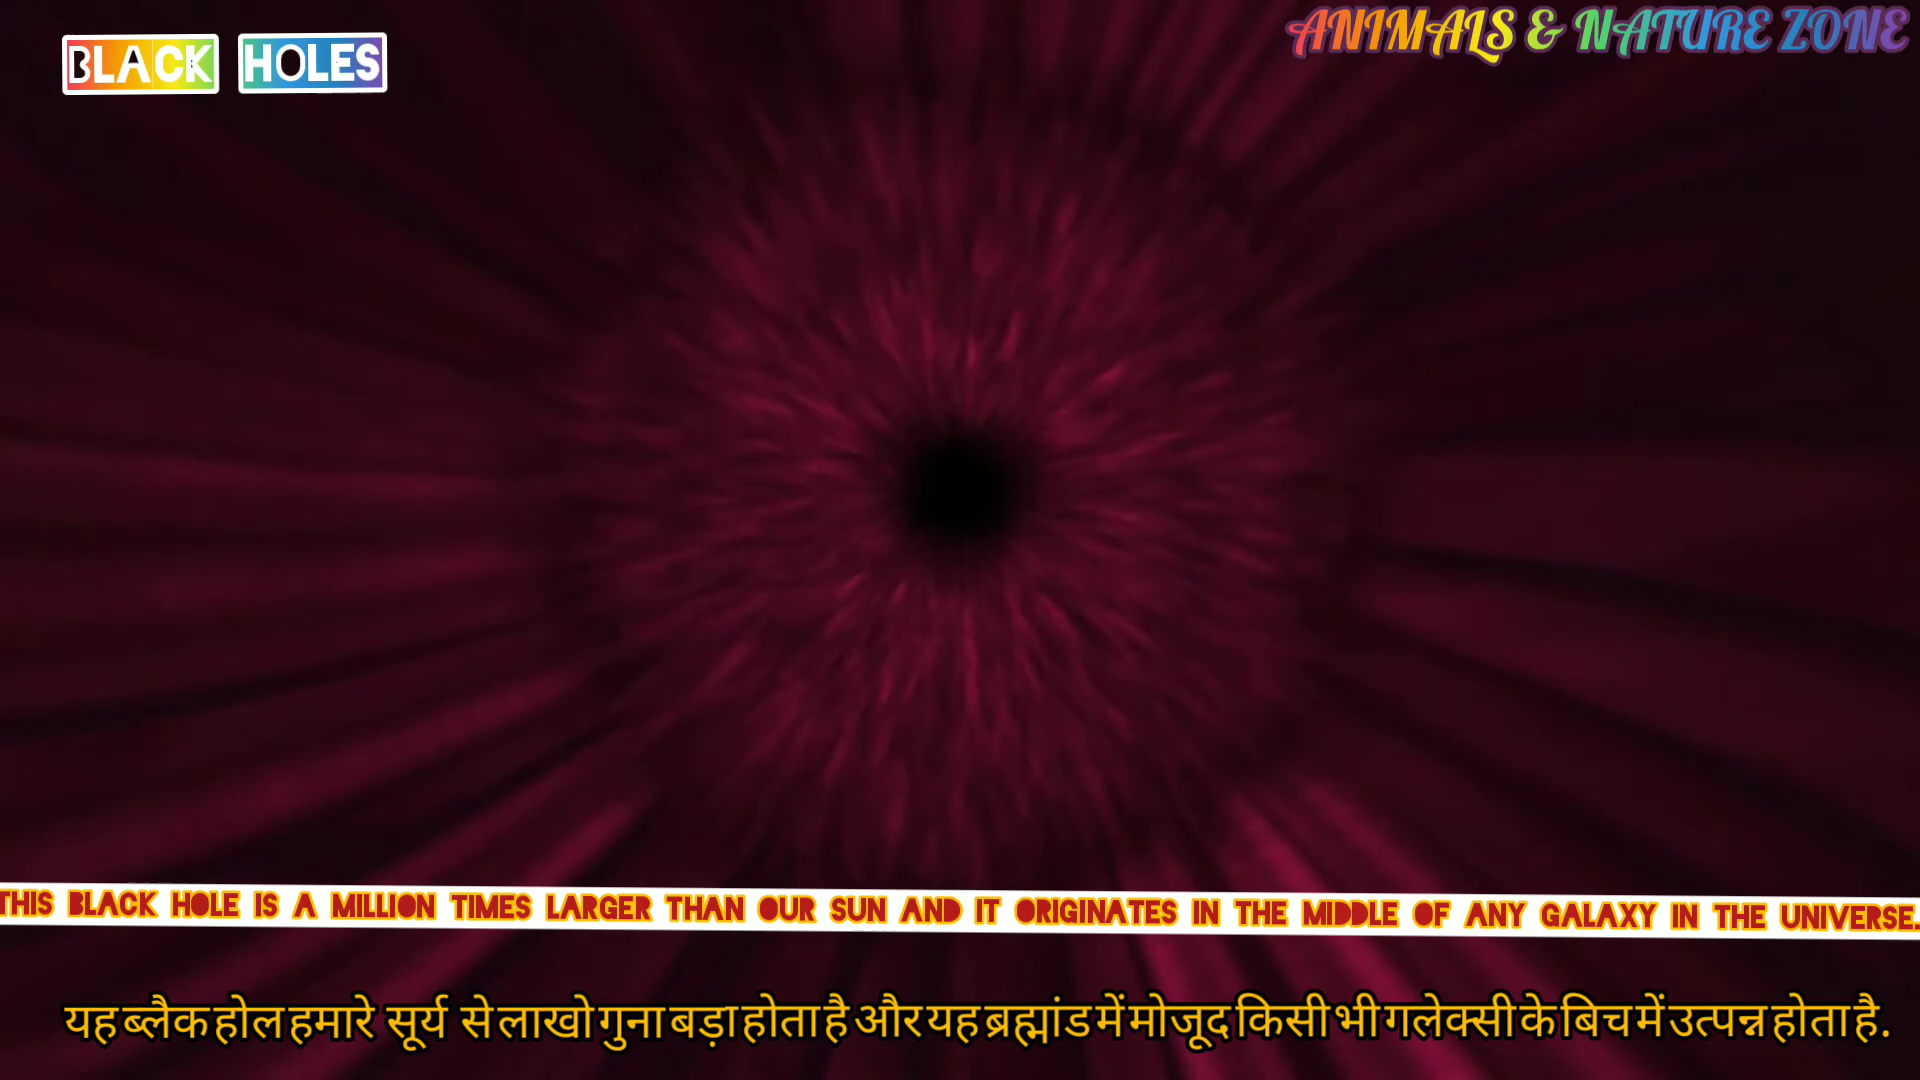 BLACK HOLES
ANIMALS & NATURE ZONE
THIS BLACK HOLE IS A MILLION TIMES LARGER THAN OUR SUN AND IT ORIGINATES IN THE MIDDLE OF ANY GALAXY IN THE UNIVERSE.
यह ब्लैक होल हमारे सूर्य से लाखो गुना बड़ा होता है और यह ब्रह्मांड में मोजूद किसी भी गलेक्सी के बिच में उत्पन्न होता है.